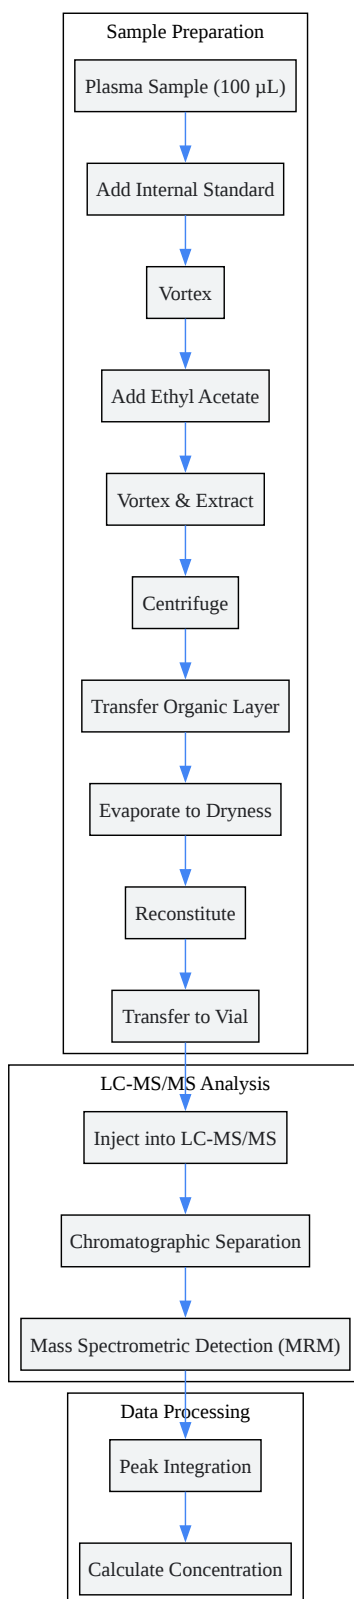 Sample Preparation
Plasma Sample (100 µL)
Add Internal Standard
Vortex
Add Ethyl Acetate
Vortex & Extract
Centrifuge
Transfer Organic Layer
Evaporate to Dryness
Reconstitute
Transfer to Vial
LC-MS/MS Analysis
Inject into LC-MS/MS
Chromatographic Separation
Mass Spectrometric Detection (MRM)
Data Processing
Peak Integration
Calculate Concentration